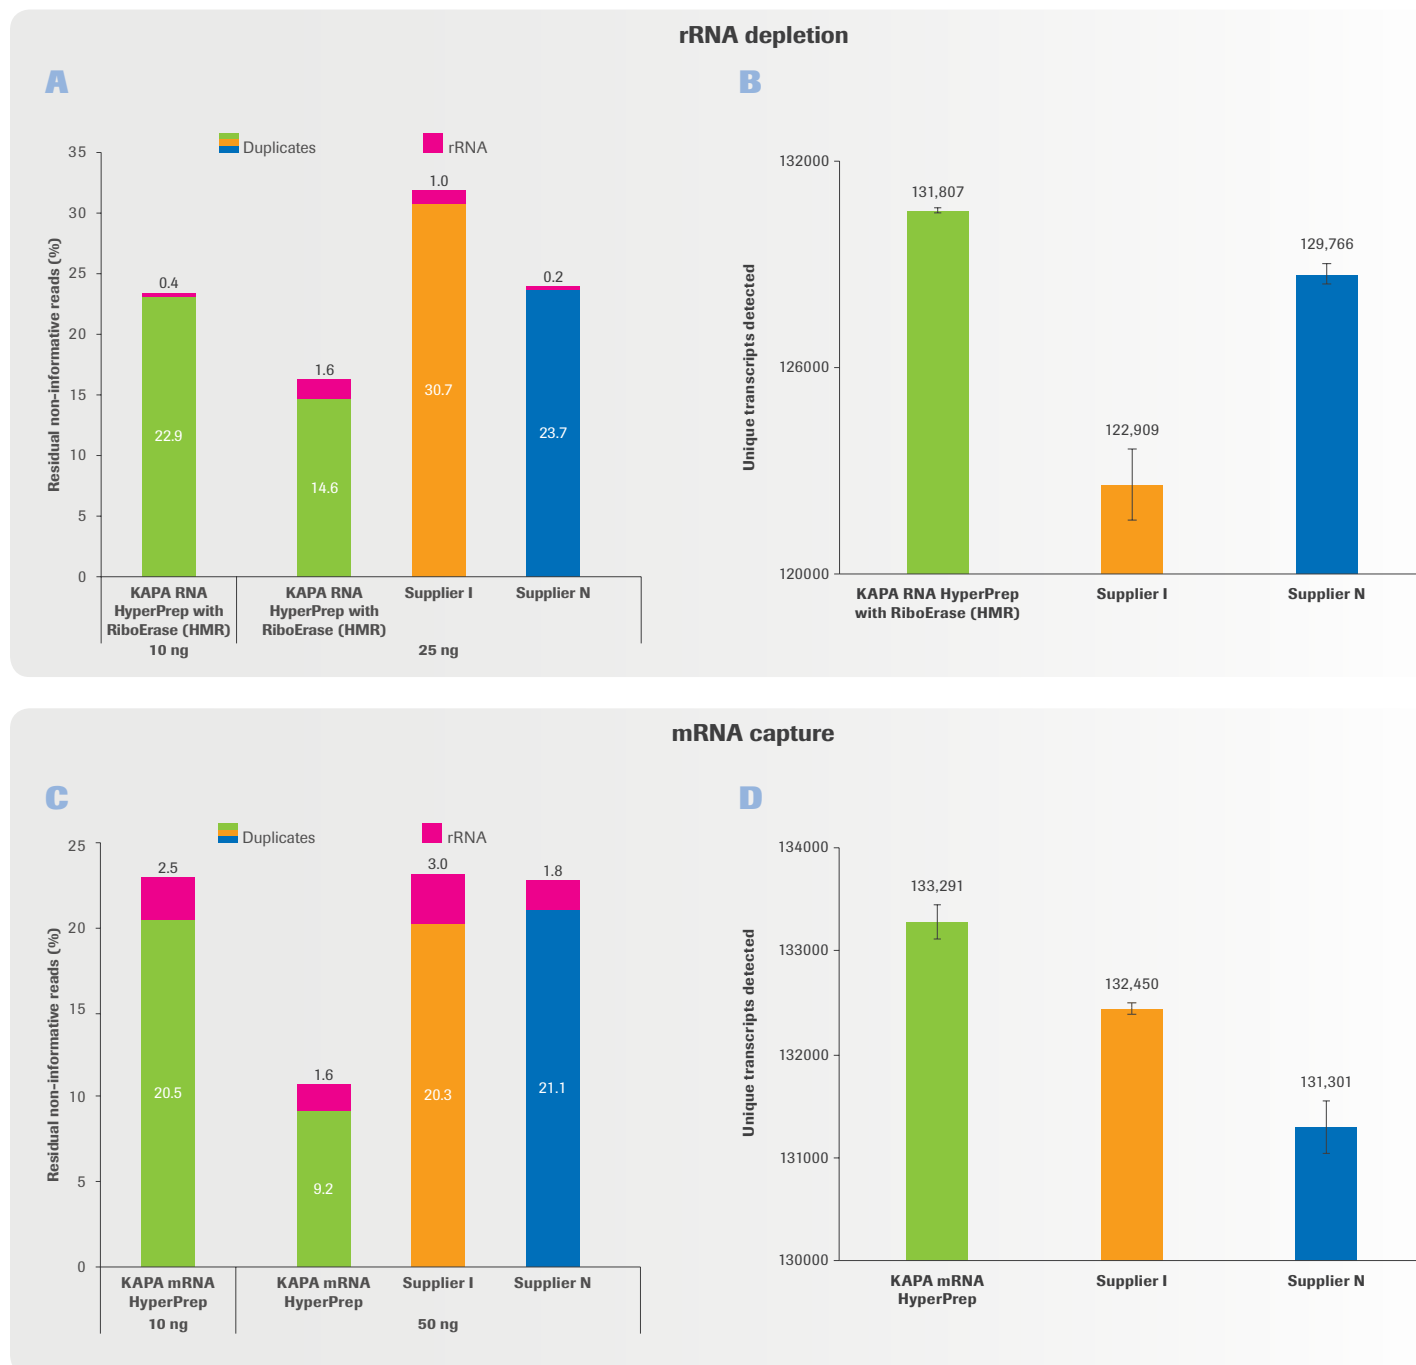 rRNA depletion
A
Duplicates
rRNA
Residual non-informative reads (%)
35
30
25
20
15
10
5
0
0.4
22.9
1.6
14.6
1.0
30.7
0.2
23.7
KAPA RNA
HyperPrep with
RiboErase (HMR)
10 ng
KAPA RNA
HyperPrep with
RiboErase (HMR)
Supplier I
Supplier N
25 ng
B
Unique transcripts detected
132000
126000
120000
131,807
122,909
129,766
KAPA RNA HyperPrep
with RiboErase (HMR)
Supplier I
Supplier N
mRNA capture
C
Duplicates
rRNA
Residual non-informative reads (%)
25
20
15
10
5
0
2.5
20.5
1.6
9.2
3.0
20.3
1.8
21.1
KAPA mRNA
HyperPrep
10 ng
KAPA mRNA
HyperPrep
Supplier I
Supplier N
50 ng
D
Unique transcripts detected
134000
133000
132000
131000
130000
133,291
132,450
131,301
KAPA mRNA
HyperPrep
Supplier I
Supplier N